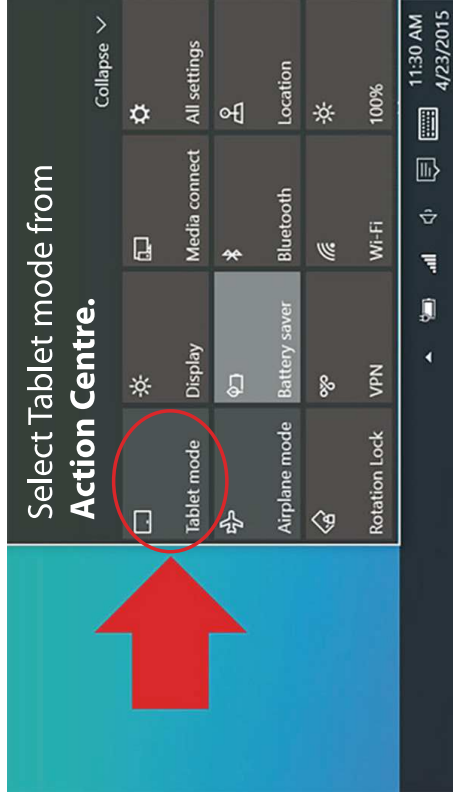 Select Tablet mode from
Action Centre.
Collapse
Tablet mode
Display
Media connect
All settings
Airplane mode
Battery saver
Bluetooth
Location
Rotation Lock
VPN
Wi-Fi
100%
11:30 AM
4/23/2015